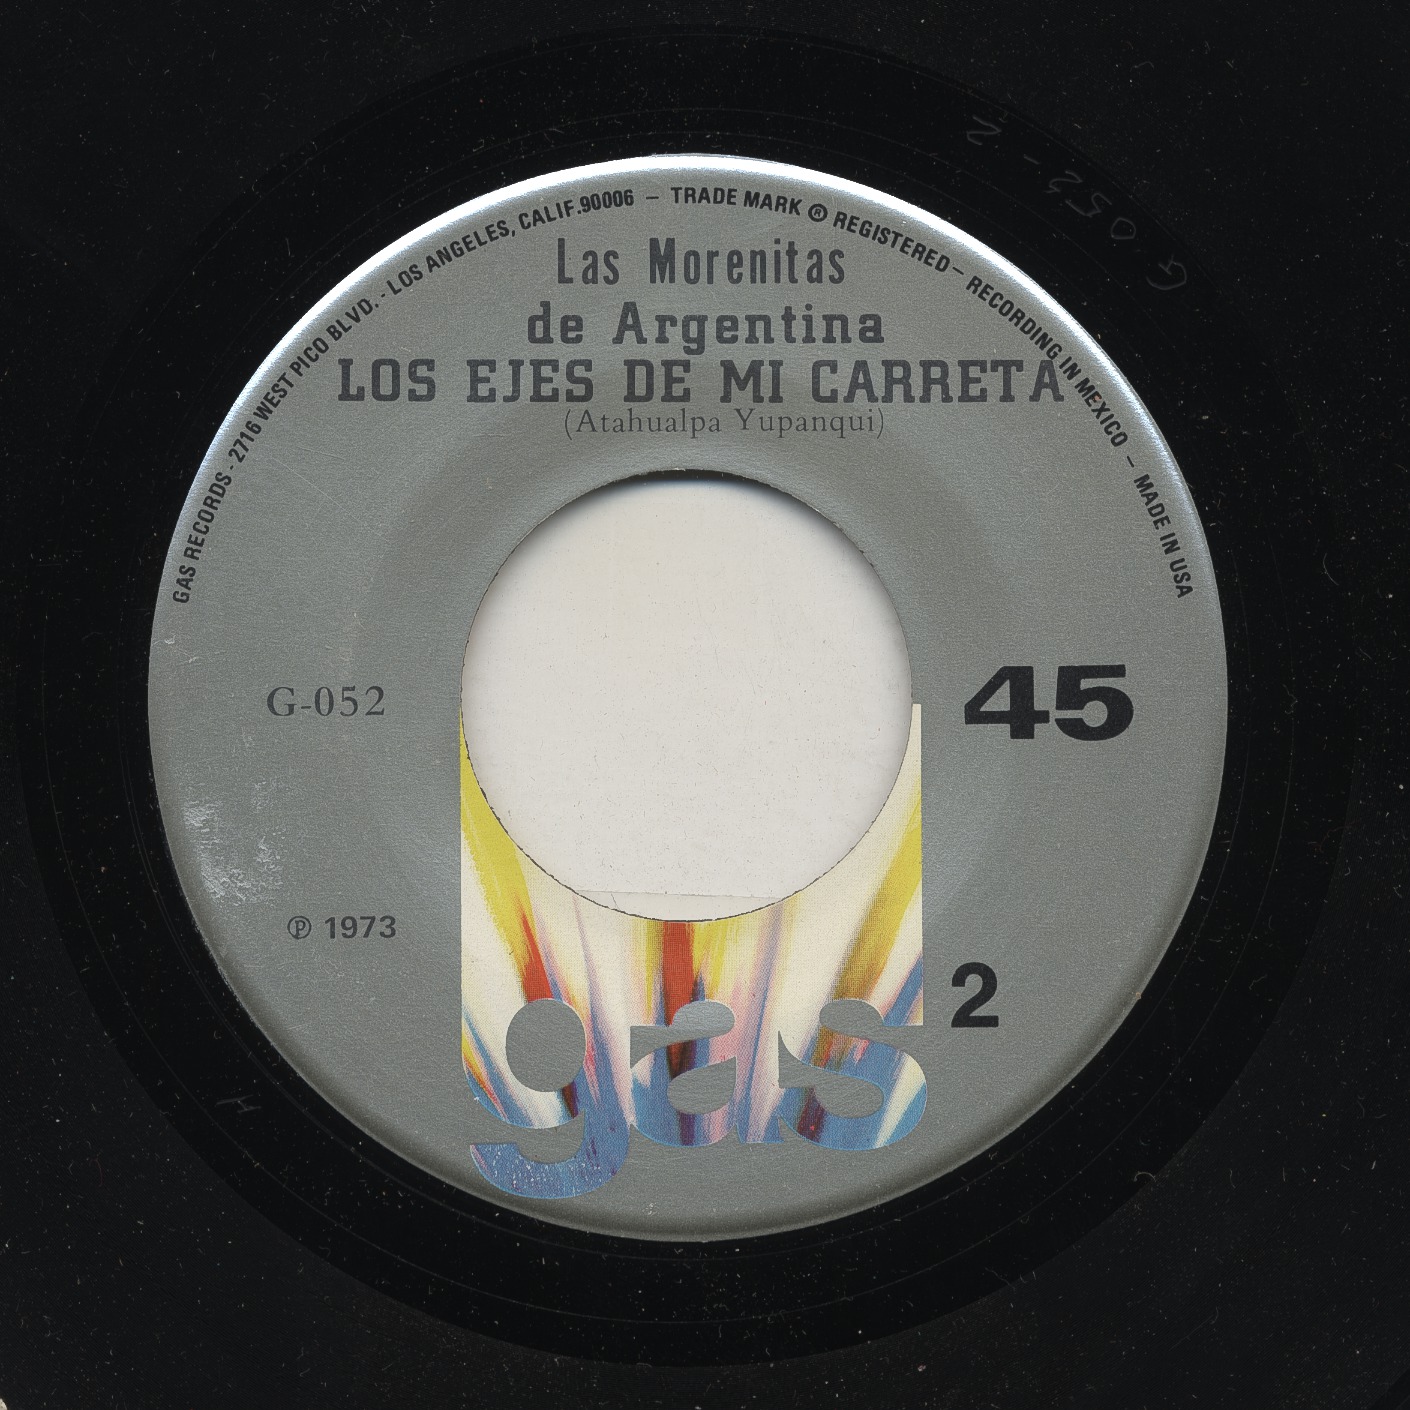 GAS RECORDS - 2716 WEST PICO BLVD. - LOS ANGELES, CALIF.90006 – TRADE MARK ® REGISTERED – RECORDING IN MEXICO – MADE IN USA
Las Morenitas
de Argentina
LOS EJES DE MI CARRETA
(Atahualpa Yupanqui)
G-052
45
℗ 1973
2
gas
G 052-2
H